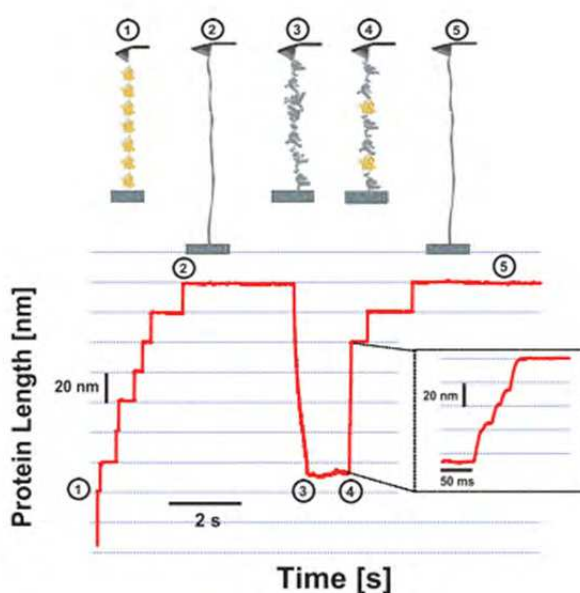 ① ② ③ ④ ⑤
② ⑤
20 nm
20 nm
50 ms
① ③ ④
2 s
Protein Length [nm]
Time [s]